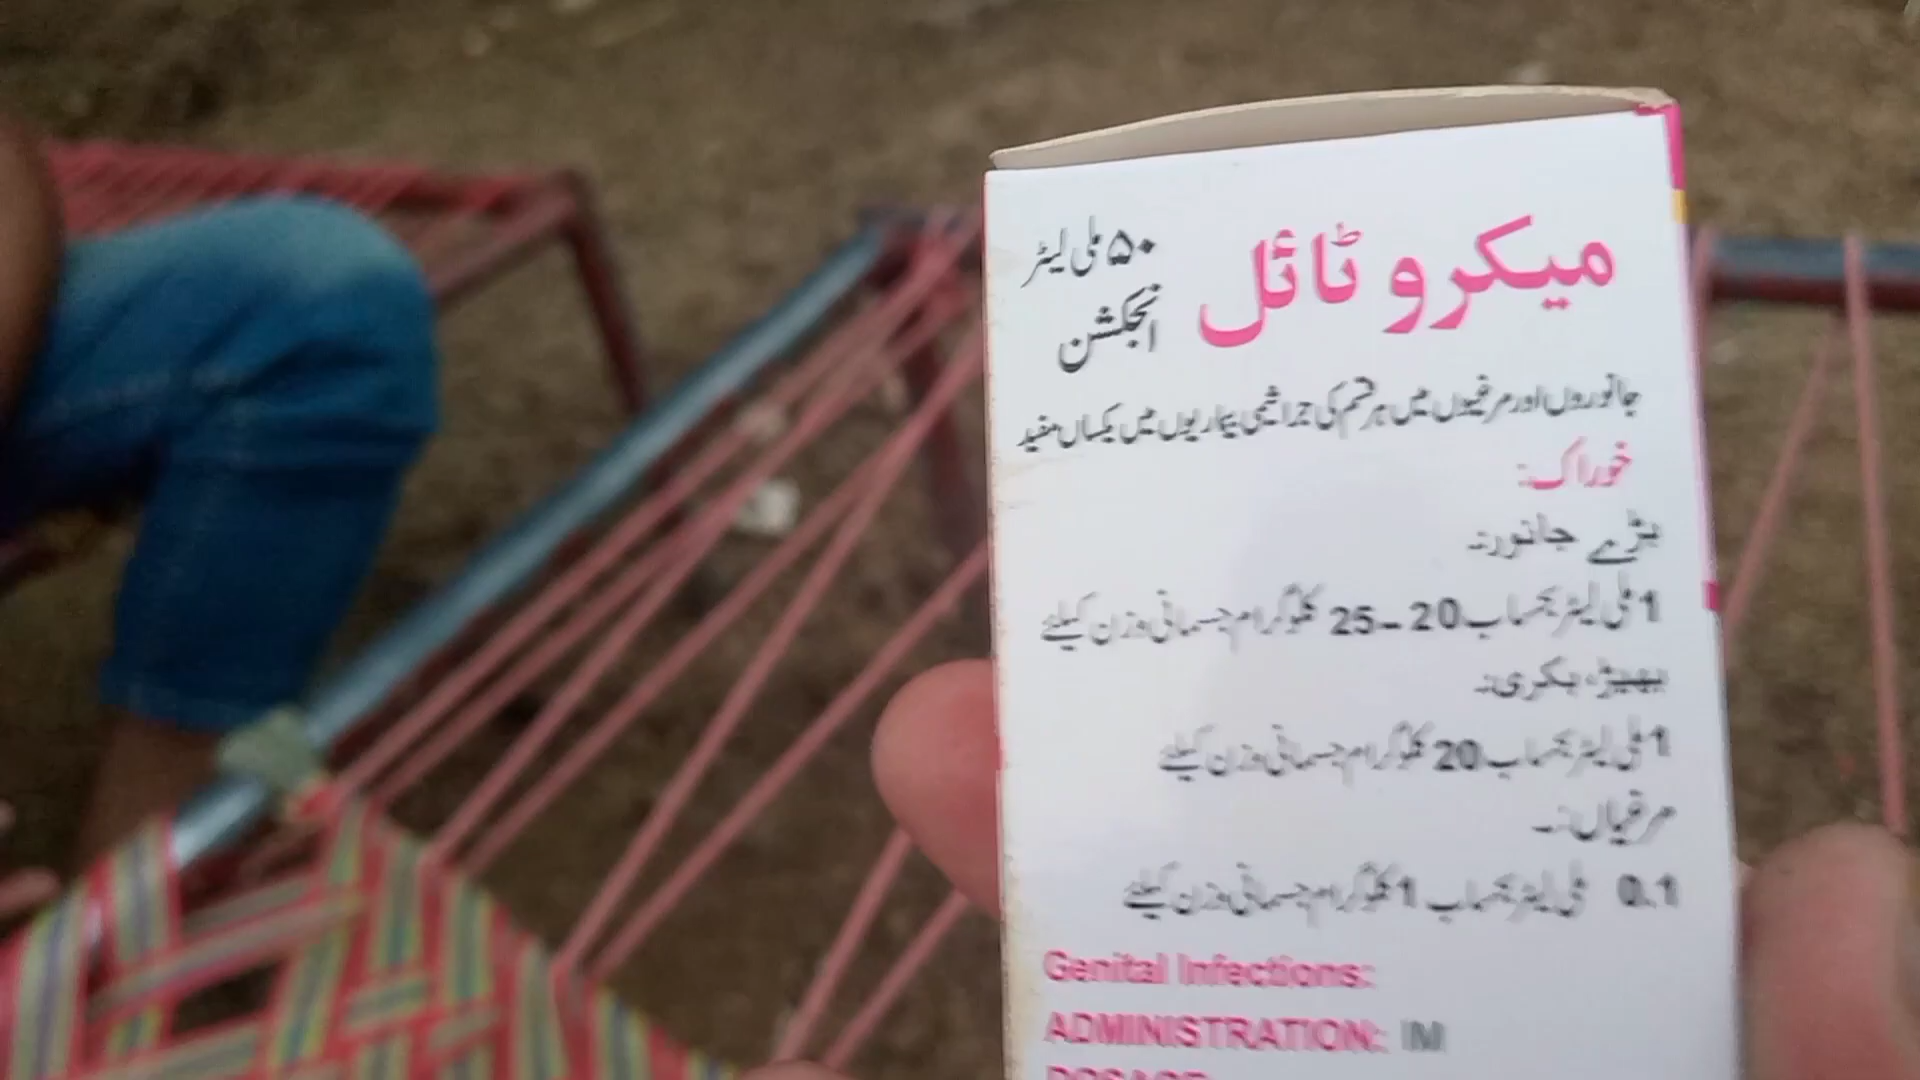 میکرو ٹائل
۵۰ ملی لیٹر
انجکشن
جانوروں اور مرغیوں میں ہر قسم کی جراثیمی بیماریوں میں یکساں مفید
خوراک:
بڑے جانور:۔
1 ملی لیٹر بحساب 20-25 کلوگرام جسمانی وزن کیلئے
بھیڑ، بکری:۔
1 ملی لیٹر بحساب 20 کلوگرام جسمانی وزن کیلئے
مرغیاں:۔
0.1 ملی لیٹر بحساب 1 کلوگرام جسمانی وزن کیلئے
Genital Infections:
ADMINISTRATION: IM